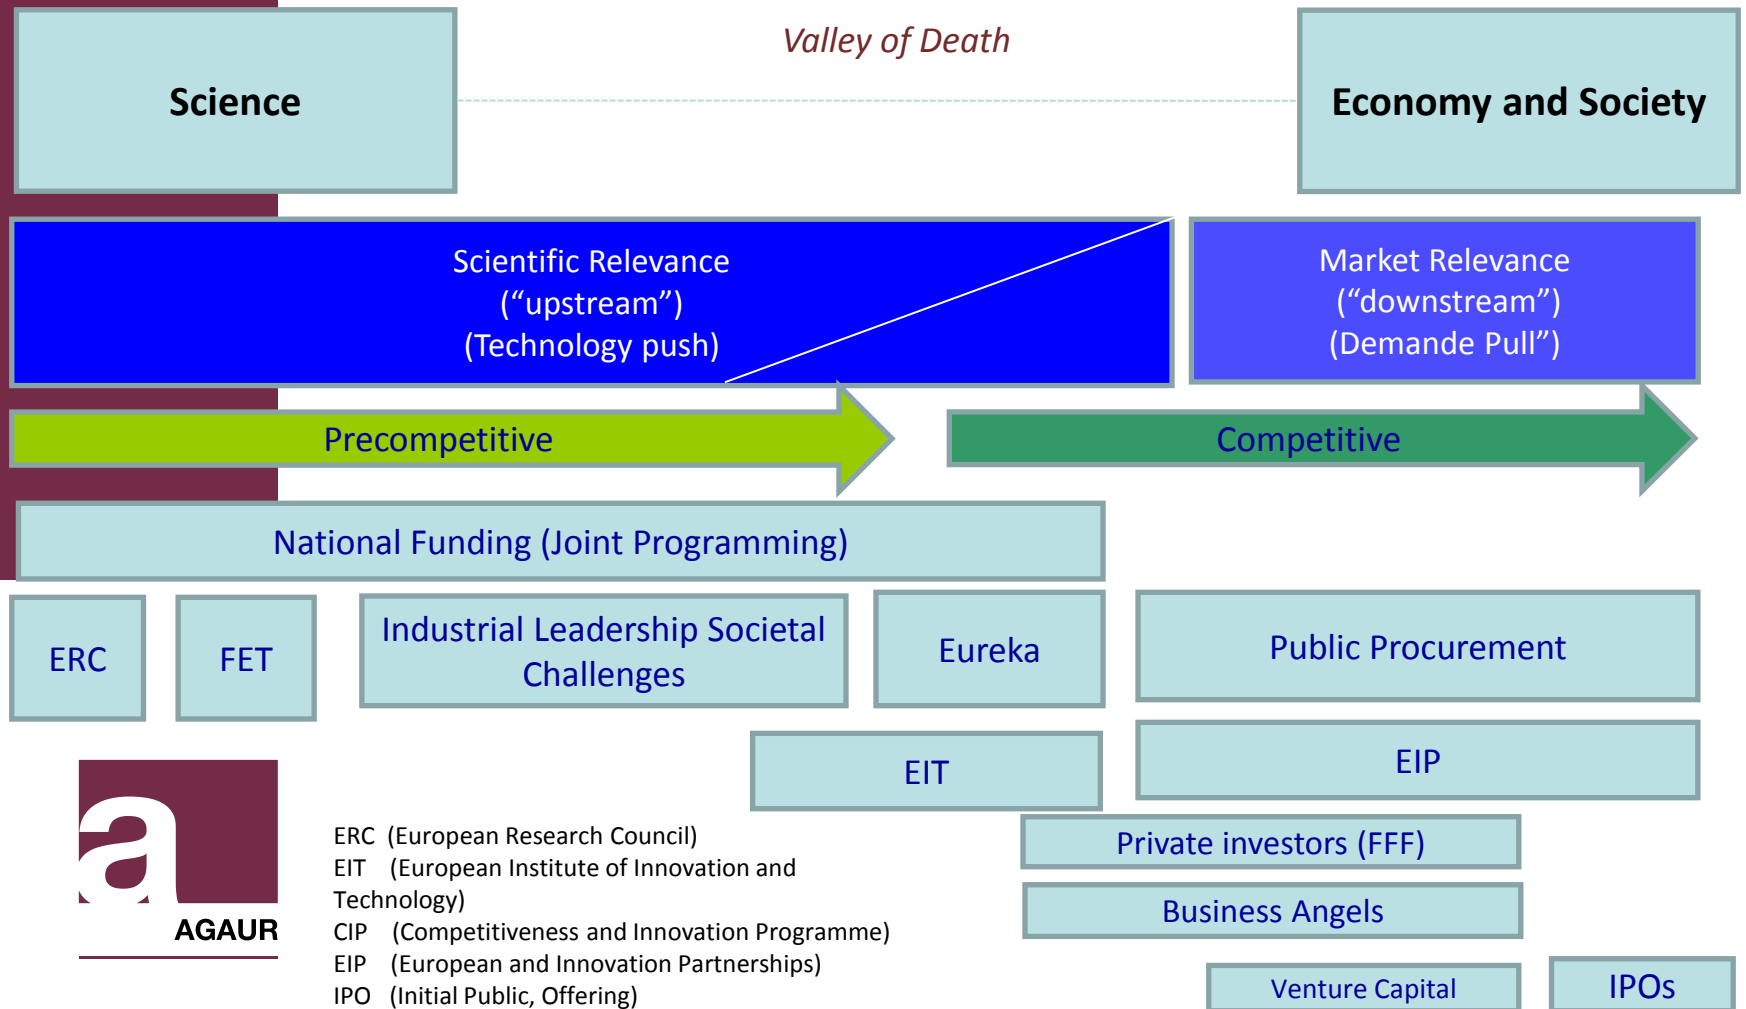 Valley of Death
Science
Economy and Society
Scientific Relevance
(“upstream”)
(Technology push)
Market Relevance
(“downstream”)
(Demande Pull”)
Precompetitive
Competitive
National Funding (Joint Programming)
ERC
FET
Industrial Leadership Societal
Challenges
Eureka
Public Procurement
EIT
EIP
Private investors (FFF)
Business Angels
Venture Capital
IPOs
a
AGAUR
ERC (European Research Council)
EIT (European Institute of Innovation and
Technology)
CIP (Competitiveness and Innovation Programme)
EIP (European and Innovation Partnerships)
IPO (Initial Public, Offering)